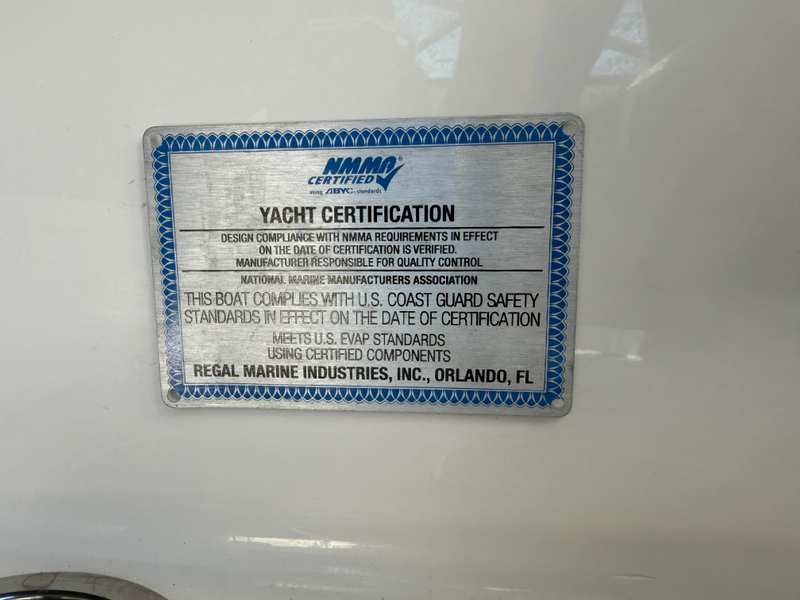 NMMA®
CERTIFIED
using ABYC standards
YACHT CERTIFICATION
DESIGN COMPLIANCE WITH NMMA REQUIREMENTS IN EFFECT
ON THE DATE OF CERTIFICATION IS VERIFIED.
MANUFACTURER RESPONSIBLE FOR QUALITY CONTROL
NATIONAL MARINE MANUFACTURERS ASSOCIATION
THIS BOAT COMPLIES WITH U.S. COAST GUARD SAFETY
STANDARDS IN EFFECT ON THE DATE OF CERTIFICATION
MEETS U.S. EVAP STANDARDS
USING CERTIFIED COMPONENTS
REGAL MARINE INDUSTRIES, INC., ORLANDO, FL